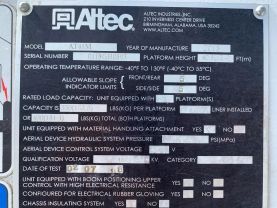 Altec
ALTEC INDUSTRIES, INC.
210 INVERNESS CENTER DRIVE
BIRMINGHAM, ALABAMA, USA 35242
MODEL YEAR OF MANUFACTURE
SERIAL PLATFORM HEIGHT FT(m)
OPERATING TEMPERATURE RANGE -40°F TO 130°F (-40°C TO 55°C)
ALLOWABLE SLOPE FRONT/REAR DEG
INDICATOR LIMITS SIDE/SIDE DEG
RATED LOAD CAPACITY: UNIT EQUIPPED WITH PLATFORM(S)
CAPACITY IS LBS(KG) PER PLATFORM LINER INSTALLED
OR LBS(KG) TOTAL (BOTH PLATFORMS)
UNIT EQUIPPED WITH MATERIAL HANDLING ATTACHMENT YES NO
AERIAL DEVICE HYDRAULIC SYSTEM PRESSURE PSI(MPa)
AERIAL DEVICE CONTROL SYSTEM VOLTAGE
QUALIFICATION VOLTAGE KV. CATEGORY
DATE OF TEST
UNIT EQUIPPED WITH BOOM POSITIONING UPPER
CONTROL WITH HIGH ELECTRICAL RESISTANCE YES NO
CONFIGURED FOR ELECTRICAL RUBBER GLOVING YES NO
CHASSIS INSULATING SYSTEM YES NO